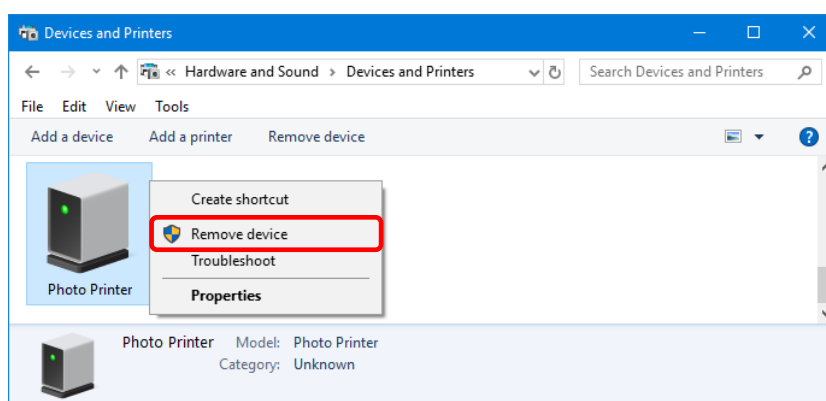 Devices and Printers
« Hardware and Sound > Devices and Printers Search Devices and Printers
File Edit View Tools
Add a device Add a printer Remove device ?
Create shortcut
Remove device
Troubleshoot
Photo Printer
Properties
Photo Printer Model: Photo Printer
Category: Unknown